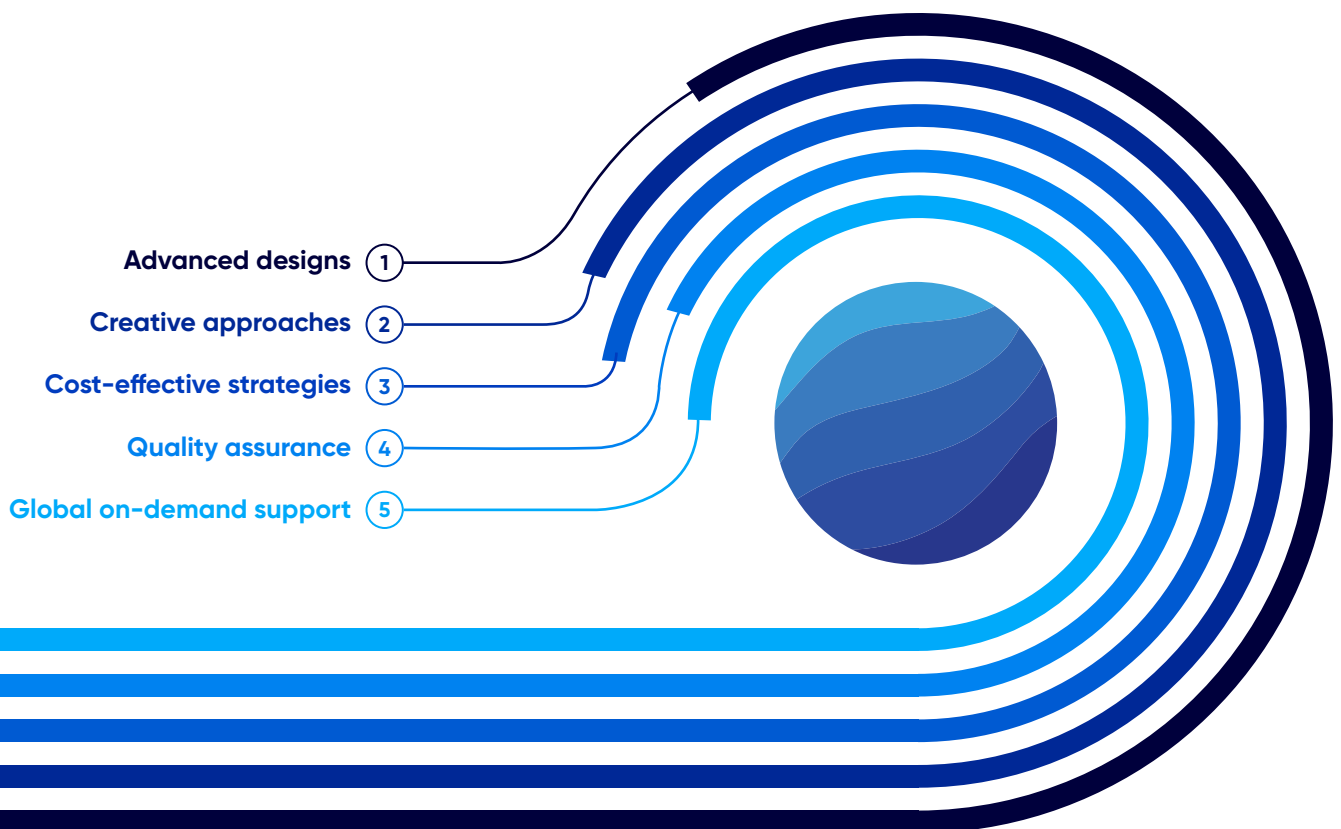 Advanced designs 1
Creative approaches 2
Cost-effective strategies 3
Quality assurance 4
Global on-demand support 5